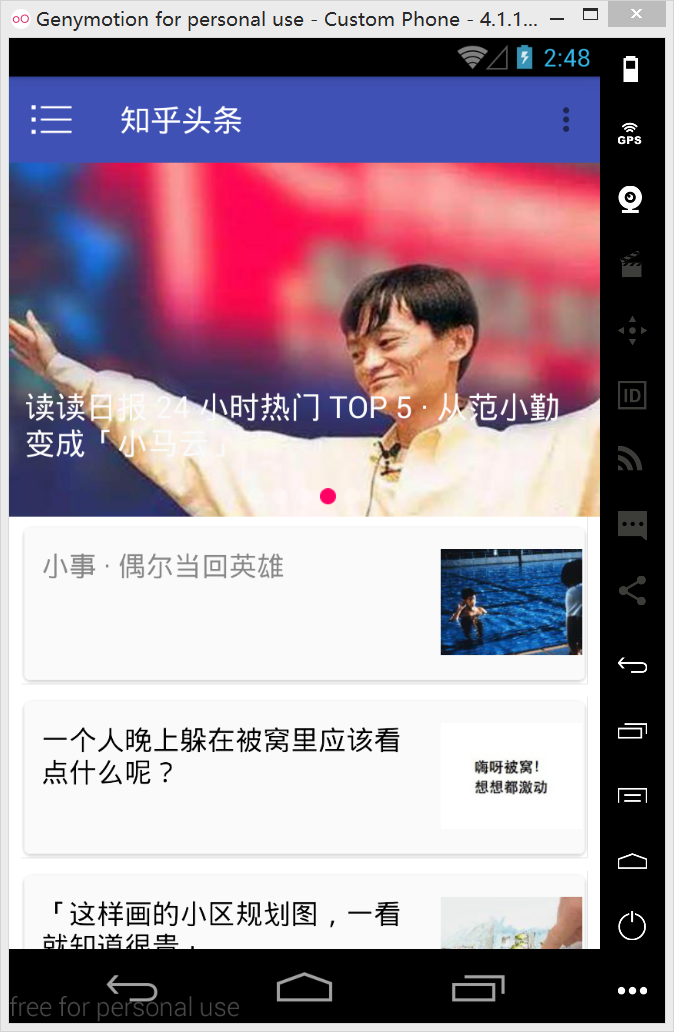 Genymotion for personal use - Custom Phone - 4.1.1...
2:48
知乎头条
GPS
读读日报 24 小时热门 TOP 5 · 从范小勤
变成「小马云」
ID
小事 · 偶尔当回英雄
一个人晚上躲在被窝里应该看
点什么呢？
嗨呀被窝!
想想都激动
「这样画的小区规划图，一看
就知道很贵 ·
free for personal use